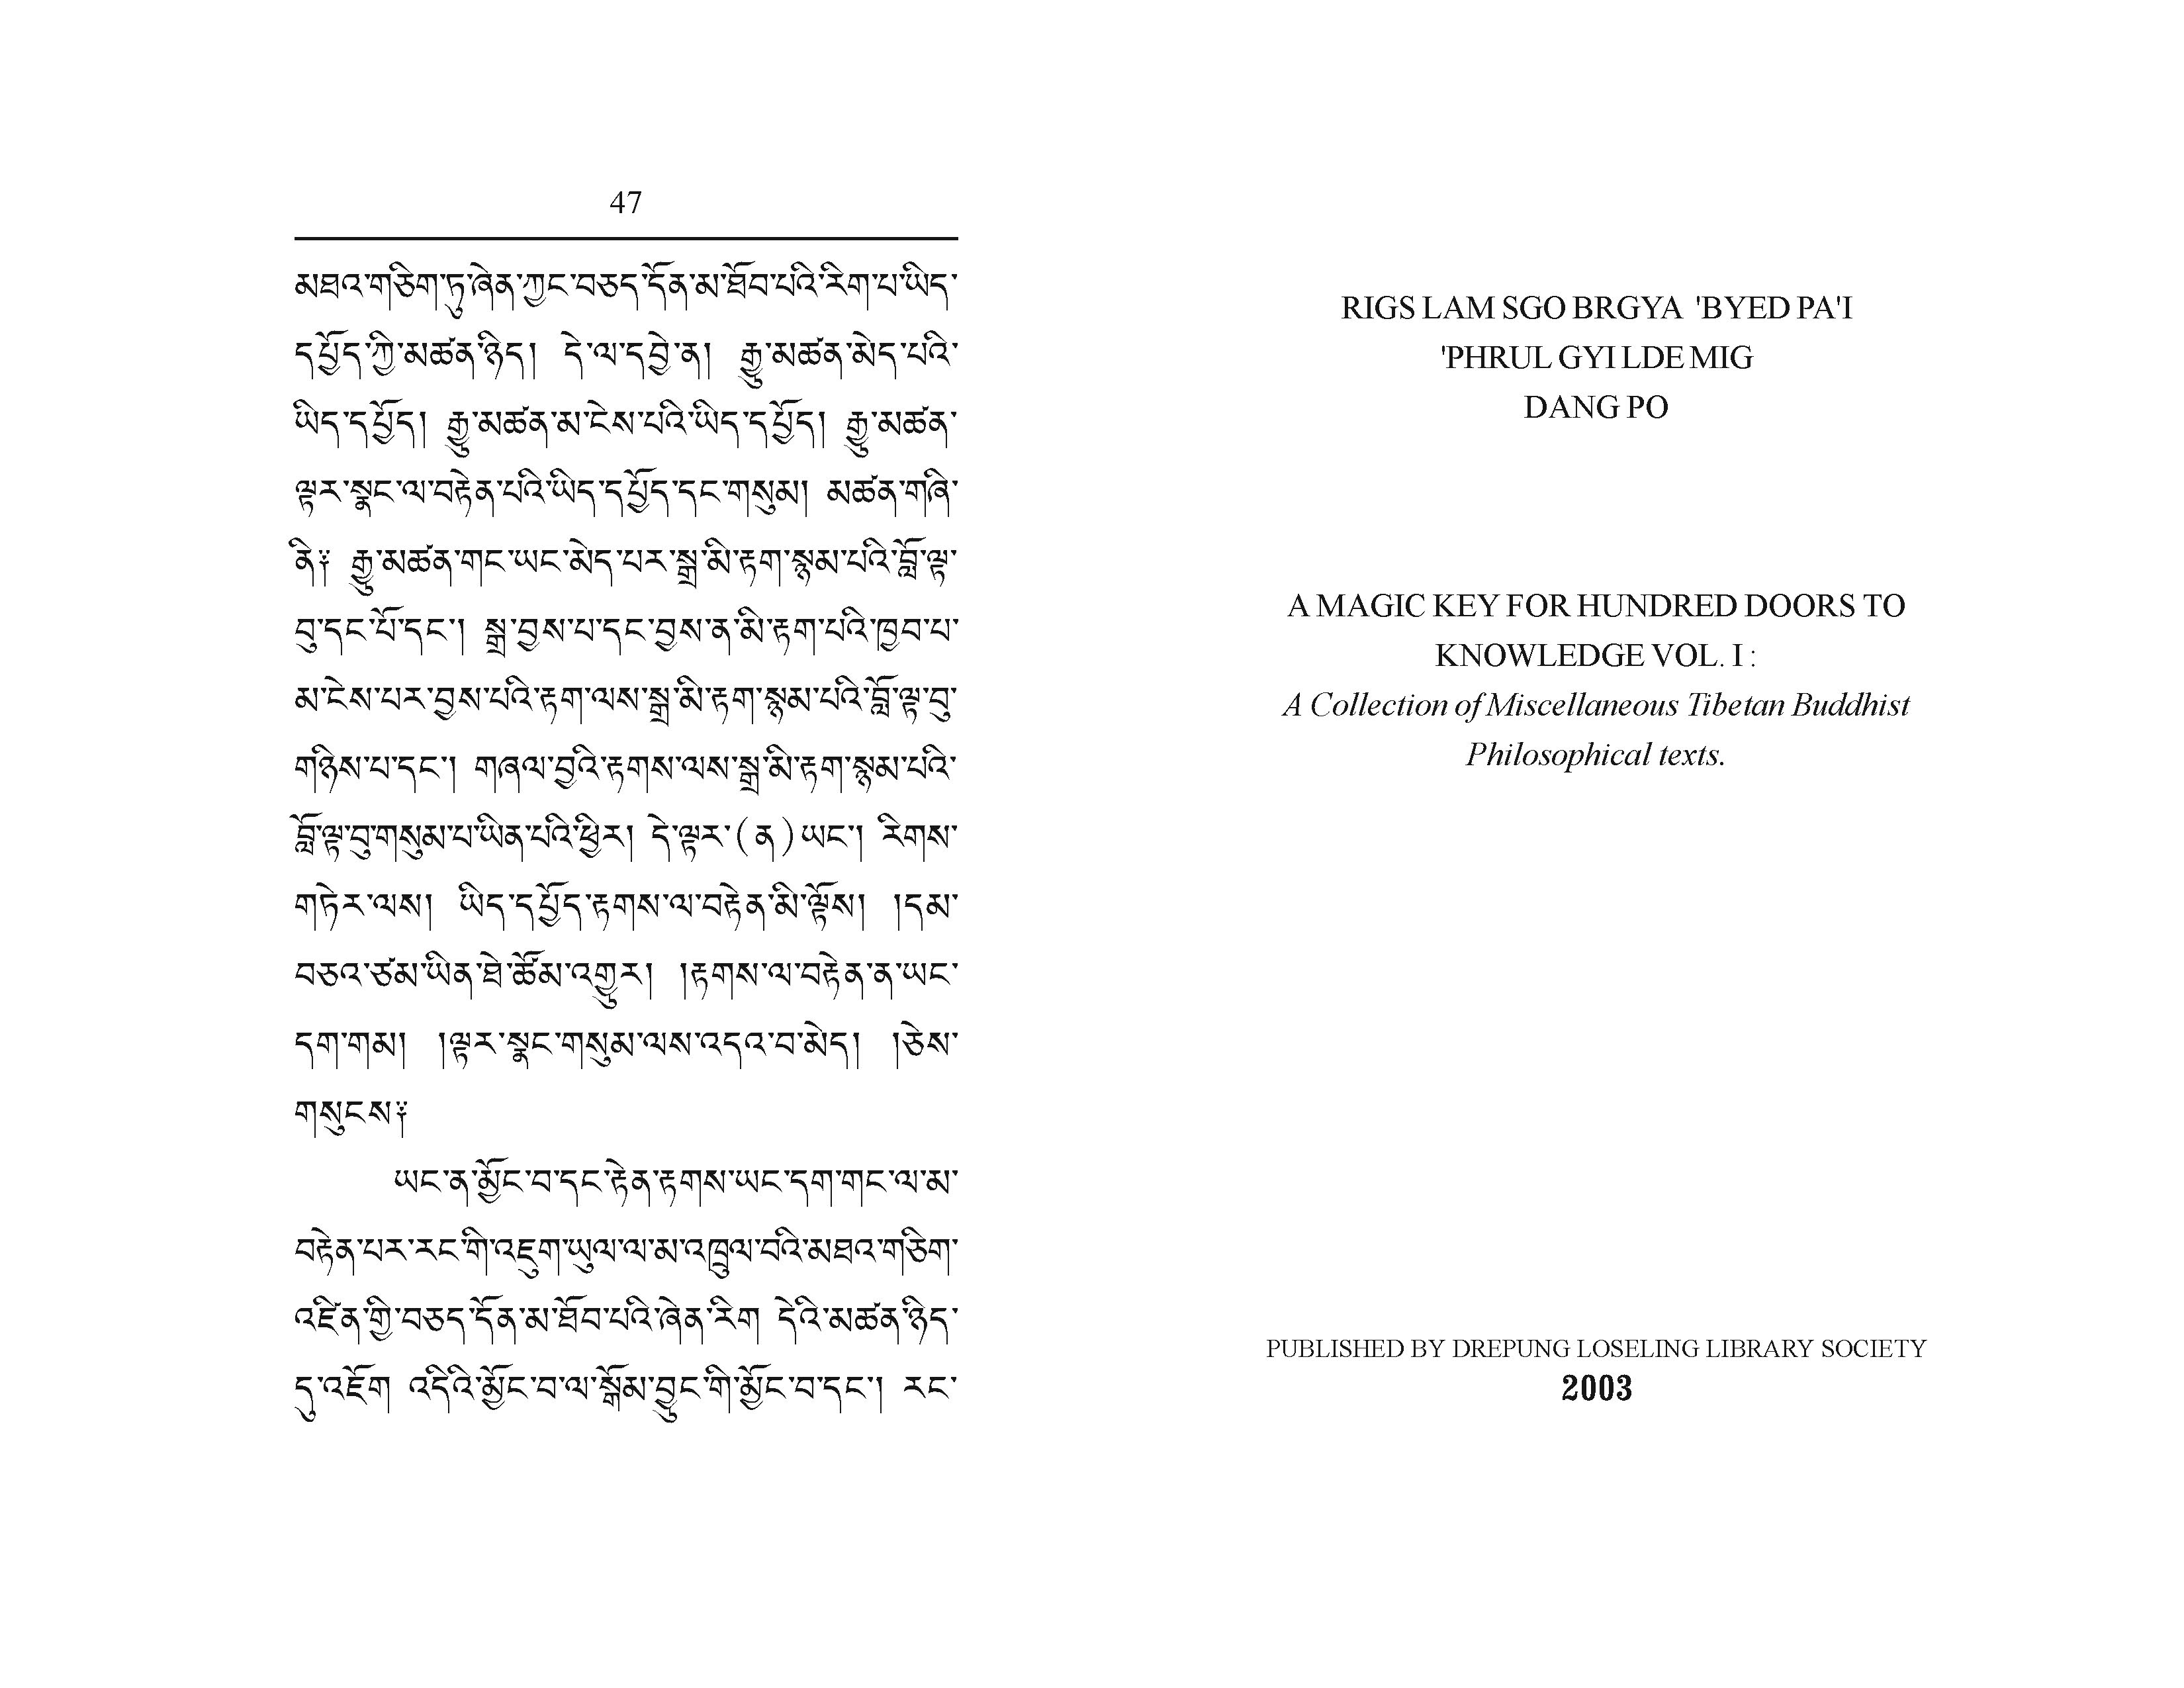 47
མཐའ་གཅིག་ཏུ་ཞེན་ཀྱང་བཅད་དོན་མ་ཐོབ་པའི་རིག་པ་ཡིད་
དཔྱོད་ཀྱི་མཚན་ཉིད། དེ་ལ་དབྱེ་ན། རྒྱུ་མཚན་མེད་པའི་
ཡིད་དཔྱོད། རྒྱུ་མཚན་མ་ངེས་པའི་ཡིད་དཔྱོད། རྒྱུ་མཚན་
ལྟར་སྣང་ལ་བརྟེན་པའི་ཡིད་དཔྱོད་དང་གསུམ། མཚན་གཞི་
ནི༑ རྒྱུ་མཚན་གང་ཡང་མེད་པར་སྒྲ་མི་རྟག་སྙམ་པའི་བློ་ལྟ་
བུ་དང་པོ་དང་། སྒྲ་བྱས་པ་དང་བྱས་ན་མི་རྟག་པའི་ཁྱབ་པ་
མ་ངེས་པར་བྱས་པའི་རྟག་ལས་སྒྲ་མི་རྟག་སྙམ་པའི་བློ་ལྟ་བུ་
གཉིས་པ་དང་། གཞལ་བྱའི་རྟགས་ལས་སྒྲ་མི་རྟག་སྙམ་པའི་
བློ་ལྟ་བུ་གསུམ་པ་ཡིན་པའི་ཕྱིར། དེ་ལྟར་(ན)ཡང་། རིགས་
གཏེར་ལས། ཡིད་དཔྱོད་རྟགས་ལ་བརྟེན་མི་ལྟོས། །དམ་
བཅའ་ཙམ་ཡིན་ཐེ་ཚོམ་འགྱུར། །རྟགས་ལ་བརྟེན་ན་ཡང་
དག་གམ། །ལྟར་སྣང་གསུམ་ལས་འདའ་བ་མེད། །ཅེས་
གསུངས༑
ཡང་ན་མྱོང་བ་དང་རྟེན་རྟགས་ཡང་དག་གང་ལ་མ་
བརྟེན་པར་རང་གི་འཇུག་ཡུལ་ལ་མ་འཁྲུལ་བའི་མཐའ་གཅིག་
འཛིན་གྱི་བཅད་དོན་མ་ཐོབ་པའི་ཞེན་རིག དེའི་མཚན་ཉིད་
དུ་འཇོག འདིའི་མྱོང་བ་ལ་སྒོམ་བྱུང་གི་མྱོང་བ་དང་། རང་
RIGS LAM SGO BRGYA 'BYED PA'I
'PHRUL GYI LDE MIG
DANG PO
A MAGIC KEY FOR HUNDRED DOORS TO
KNOWLEDGE VOL. I :
A Collection of Miscellaneous Tibetan Buddhist
Philosophical texts.
PUBLISHED BY DREPUNG LOSELING LIBRARY SOCIETY
2003